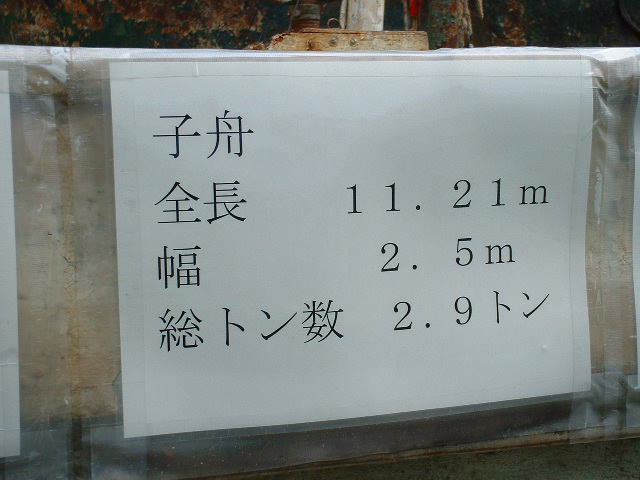 子舟
全長　　１１．２１ｍ
幅　　　　２．５ｍ
総トン数　２．９トン